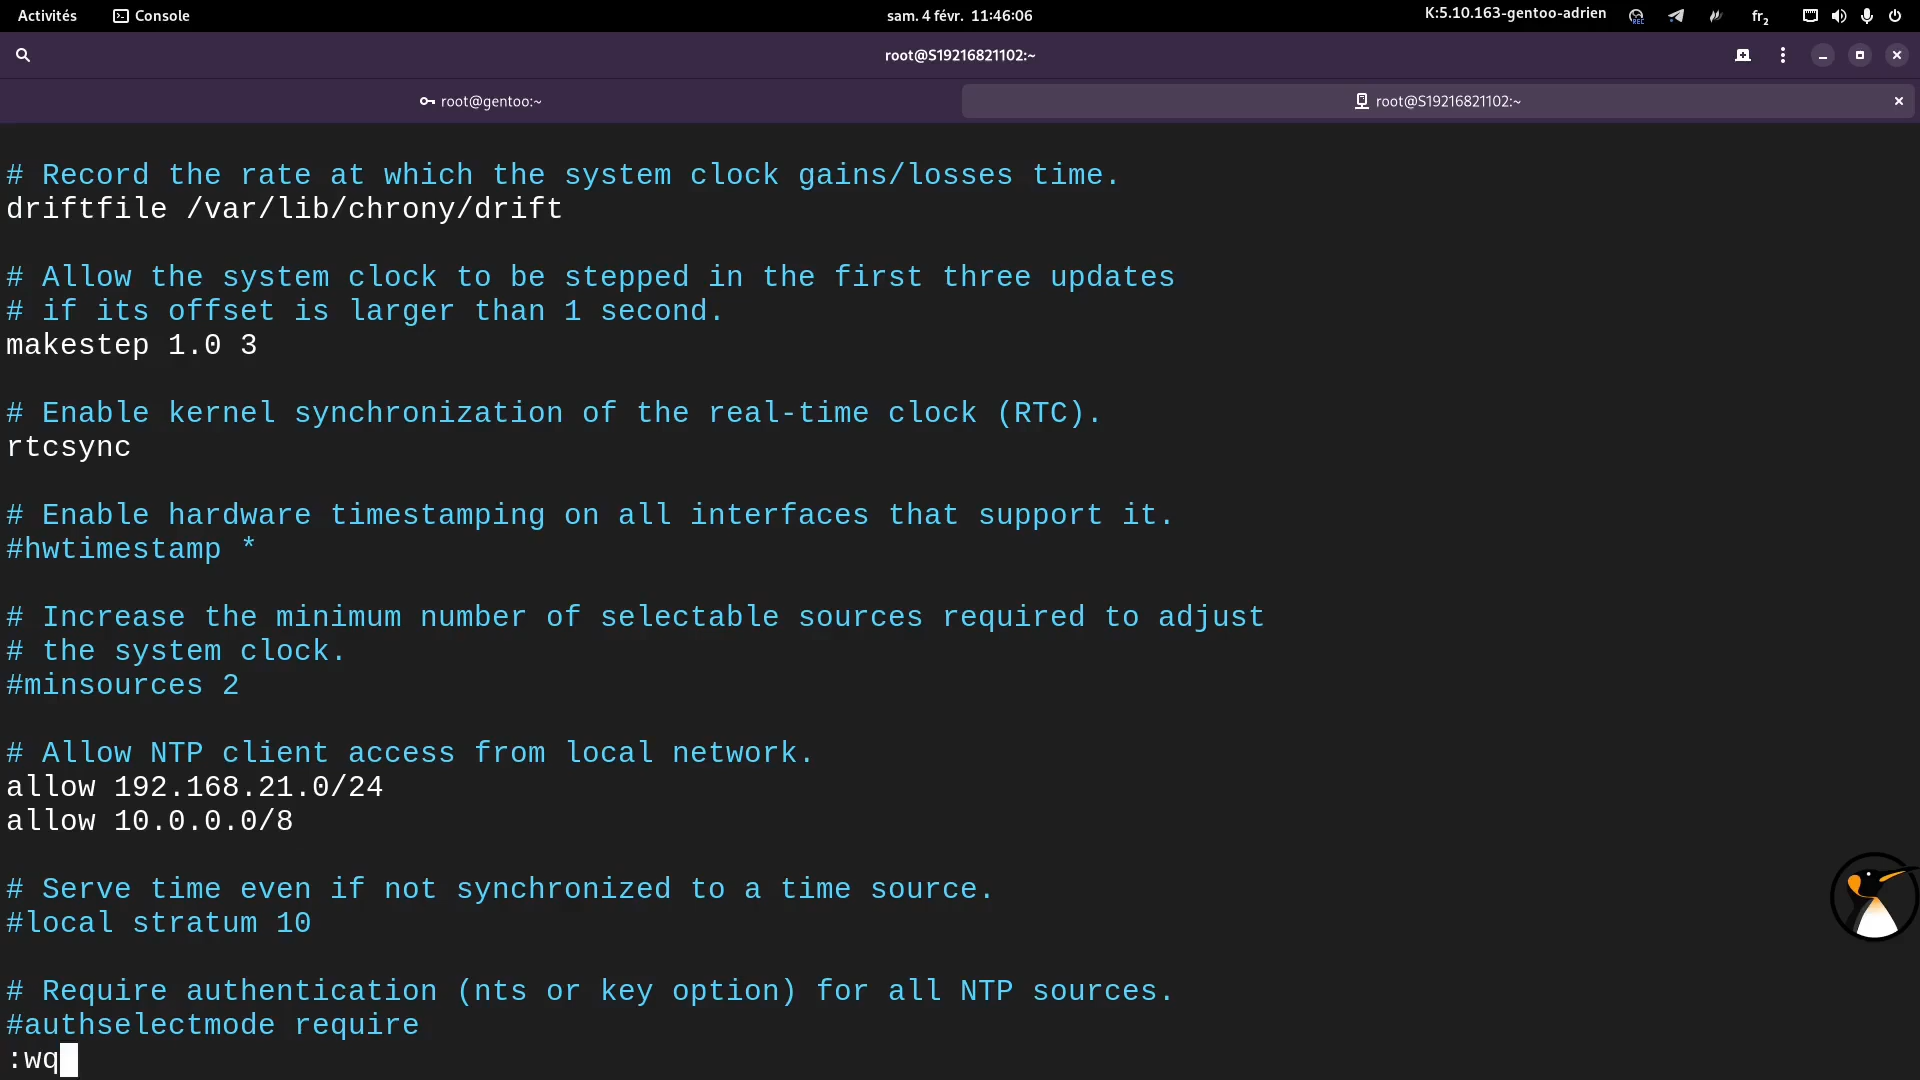 Activités
Console
sam. 4 févr. 11:46:06
K:5.10.163-gentoo-adrien
REC
fr2
root@S19216821102:~
root@gentoo:~
root@S19216821102:~
# Record the rate at which the system clock gains/losses time.
driftfile /var/lib/chrony/drift
# Allow the system clock to be stepped in the first three updates
# if its offset is larger than 1 second.
makestep 1.0 3
# Enable kernel synchronization of the real-time clock (RTC).
rtcsync
# Enable hardware timestamping on all interfaces that support it.
#hwtimestamp *
# Increase the minimum number of selectable sources required to adjust
# the system clock.
#minsources 2
# Allow NTP client access from local network.
allow 192.168.21.0/24
allow 10.0.0.0/8
# Serve time even if not synchronized to a time source.
#local stratum 10
# Require authentication (nts or key option) for all NTP sources.
#authselectmode require
:wq